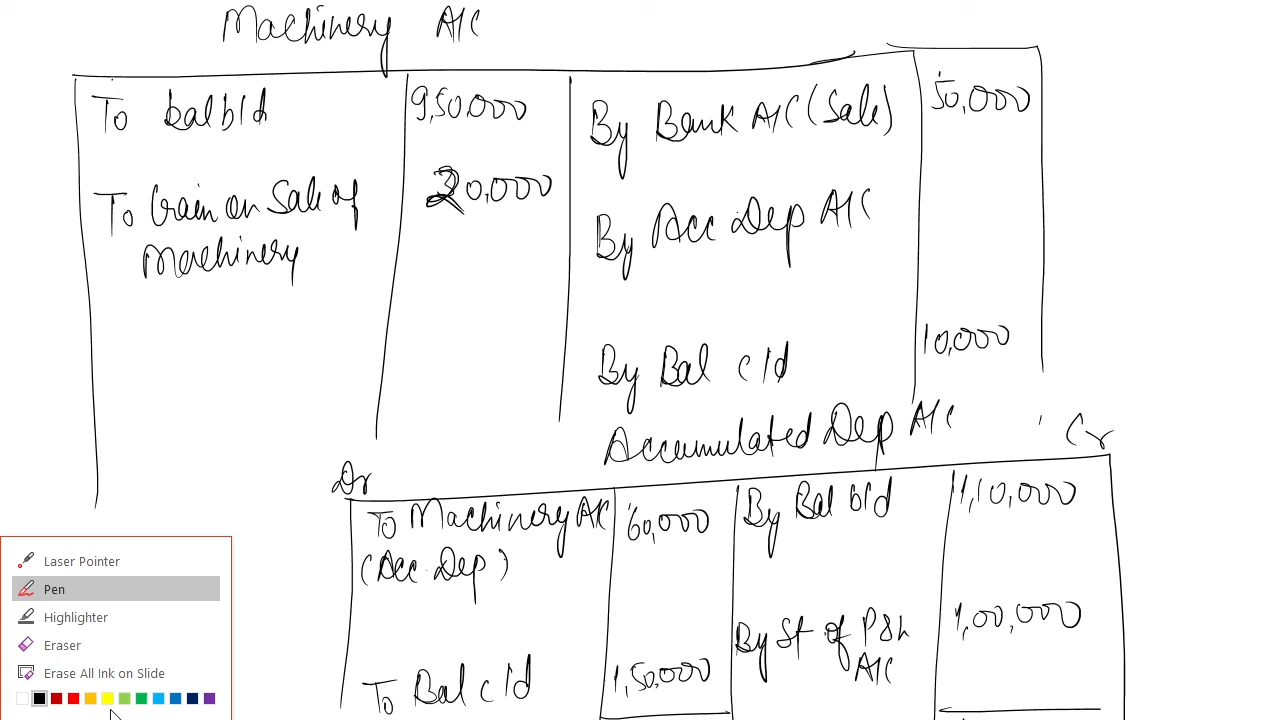 Machinery A/C
To bal b/d 9,50,000 By Bank A/C (Sale) 50,000
To Gain on Sale of Machinery 20,000 By Acc Dep A/C
By Bal c/d 10,000
Accumulated Dep A/C
Dr Cr
To Machinery A/C 60,000 By Bal b/d 1,10,000
(Acc. Dep)
By St of P&L A/C 1,00,000
To Bal c/d 1,50,000
Laser Pointer
Pen
Highlighter
Eraser
Erase All Ink on Slide